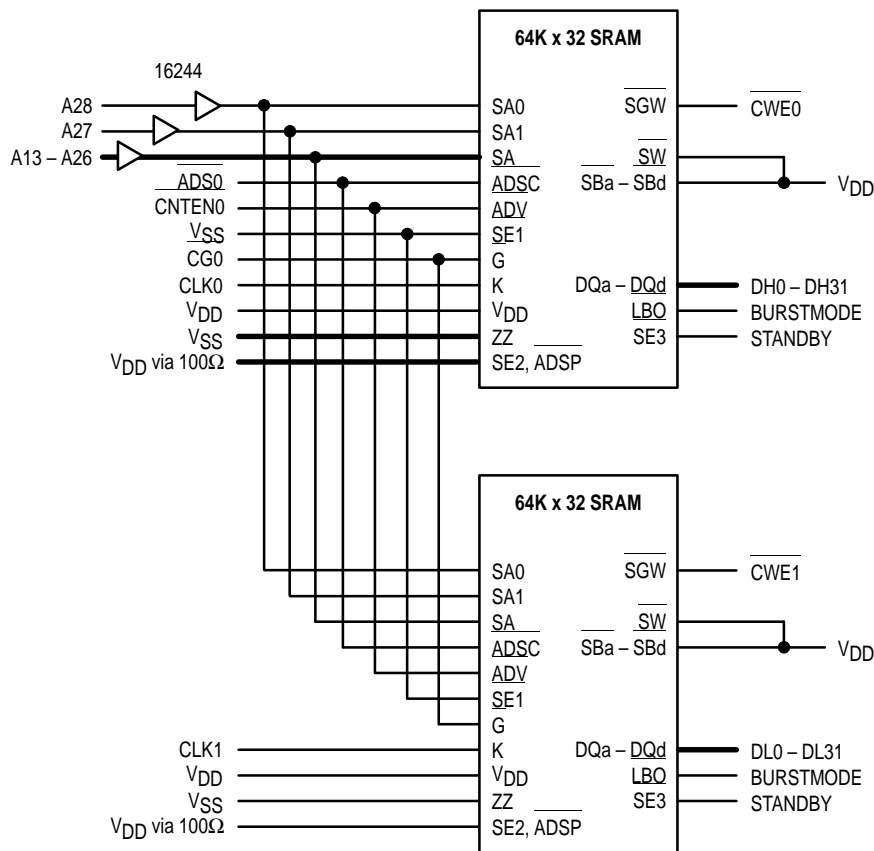 64K x 32 SRAM
16244
A28 SA0 SGW CWE0
A27 SA1
A13 – A26 SA SW
ADS0 ADSC SBa – SBd VDD
CNTEN0 ADV
VSS SE1
CG0 G
CLK0 K DQa – DQd DH0 – DH31
VDD VDD LBO BURSTMODE
VSS ZZ SE3 STANDBY
VDD via 100Ω SE2, ADSP
64K x 32 SRAM
SA0 SGW CWE1
SA1
SA SW
ADSC SBa – SBd VDD
ADV
SE1
G
CLK1 K DQa – DQd DL0 – DL31
VDD VDD LBO BURSTMODE
VSS ZZ SE3 STANDBY
VDD via 100Ω SE2, ADSP